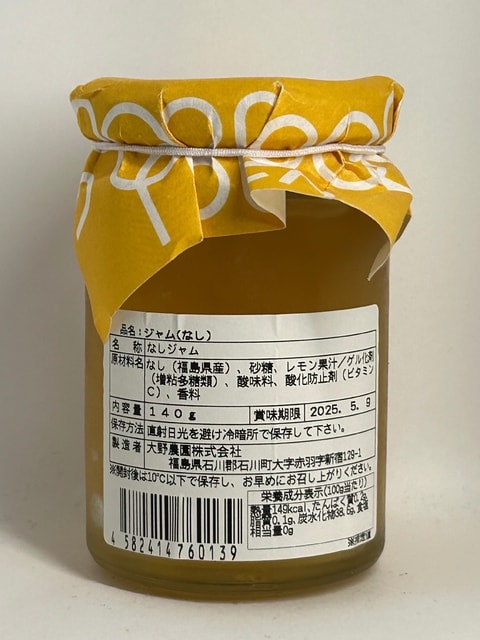 品名:ジャム(なし)
名 称 なしジャム
原材料名 なし(福島県産)、砂糖、レモン果汁/ゲル化剤
(増粘多糖類)、酸味料、酸化防止剤(ビタミン
C)、香料
内容量 140g 賞味期限 2025. 5. 9
保存方法 直射日光を避け冷暗所で保存して下さい。
製造者 大野農園株式会社
福島県石川郡石川町大字赤羽字新宿129-1
※開封後は10℃以下で保存し、お早めにお召し上がりください。
栄養成分表示(100g当たり)
熱量149kcal、たんぱく質0.2g、
脂質0.1g、炭水化物38.6g、食塩
相当量0g
4 582414 760139